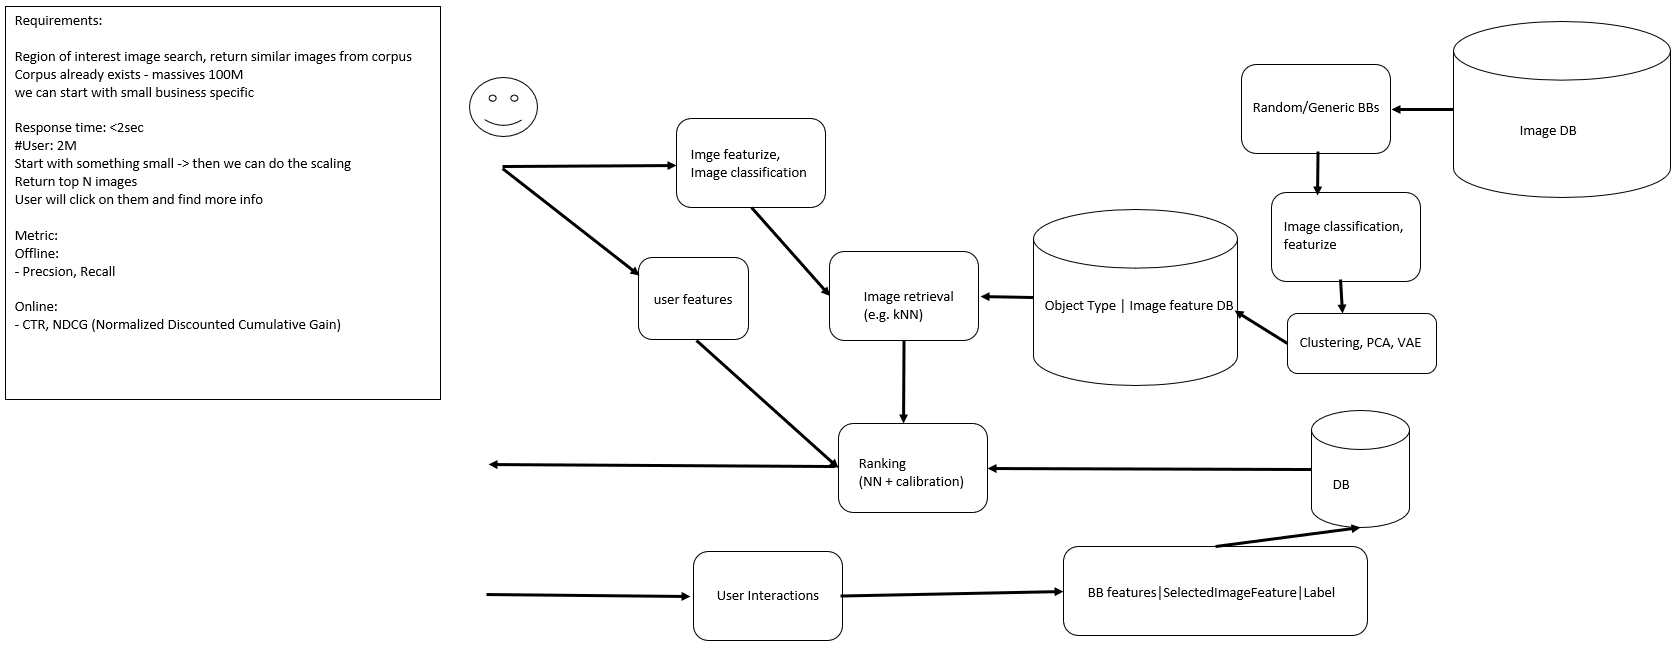 Requirements:
Region of interest image search, return similar images from corpus
Corpus already exists - massives 100M
we can start with small business specific
Response time: <2sec
#User: 2M
Start with something small -> then we can do the scaling
Return top N images
User will click on them and find more info
Metric:
Offline:
- Precsion, Recall
Online:
- CTR, NDCG (Normalized Discounted Cumulative Gain)
Imge featurize,
Image classification
user features
Image retrieval
(e.g. kNN)
Object Type | Image feature DB
Random/Generic BBs
Image DB
Image classification,
featurize
Clustering, PCA, VAE
Ranking
(NN + calibration)
DB
User Interactions
BB features|SelectedImageFeature|Label